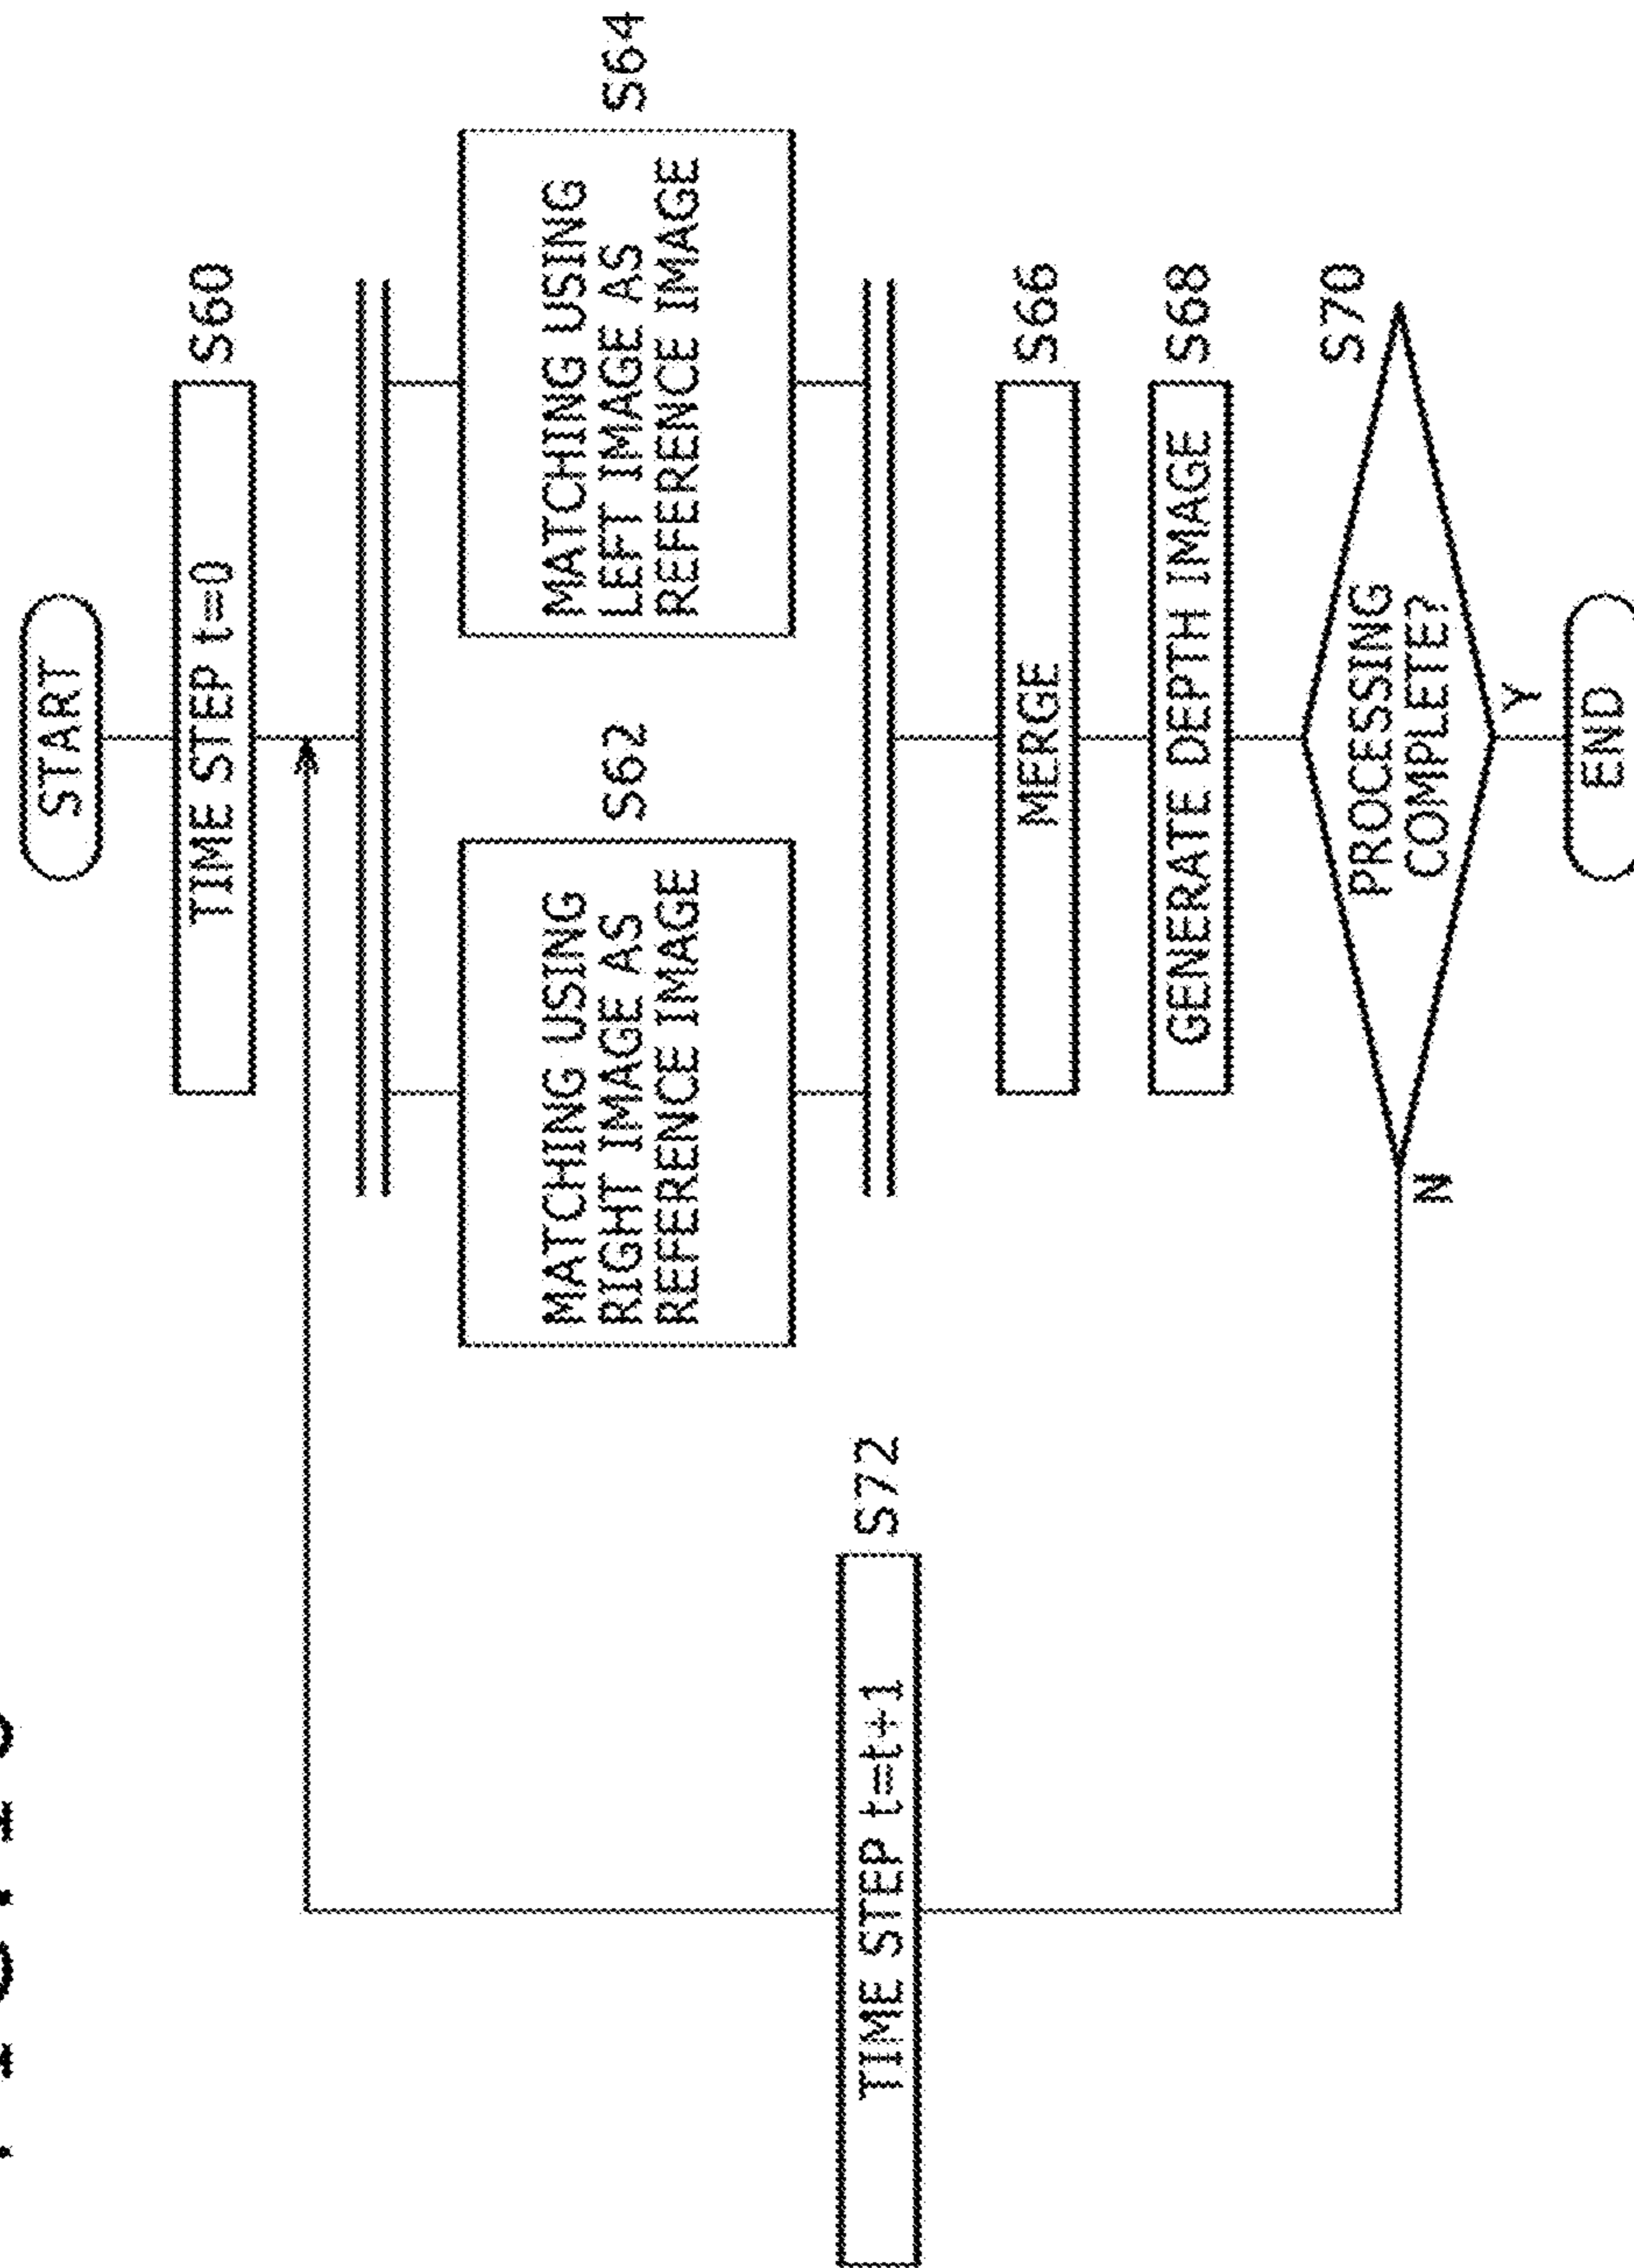 START
TIME STEP t=0
S60
MATCHING USING
RIGHT IMAGE AS
REFERENCE IMAGE
S62
MATCHING USING
LEFT IMAGE AS
REFERENCE IMAGE
S64
MERGE
S66
GENERATE DEPTH IMAGE
S68
PROCESSING
COMPLETE?
S70
N
Y
TIME STEP t=t+1
S72
END